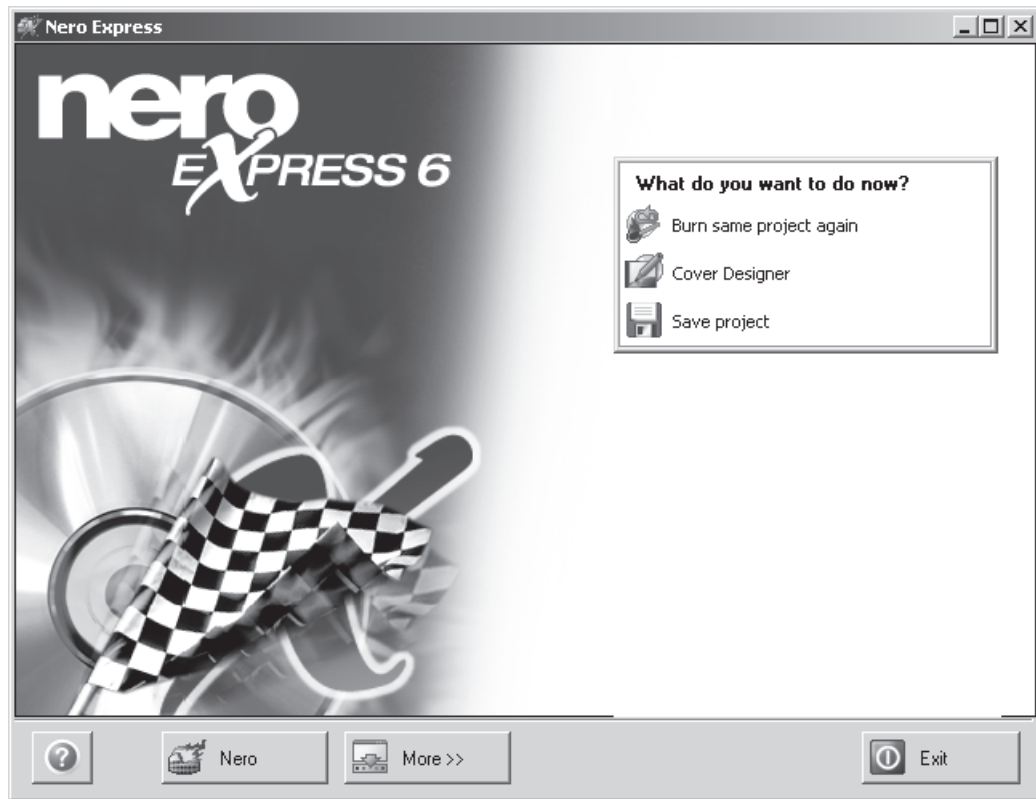 Nero Express
nero
EXPRESS 6
What do you want to do now?
Burn same project again
Cover Designer
Save project
?
Nero
More >>
Exit